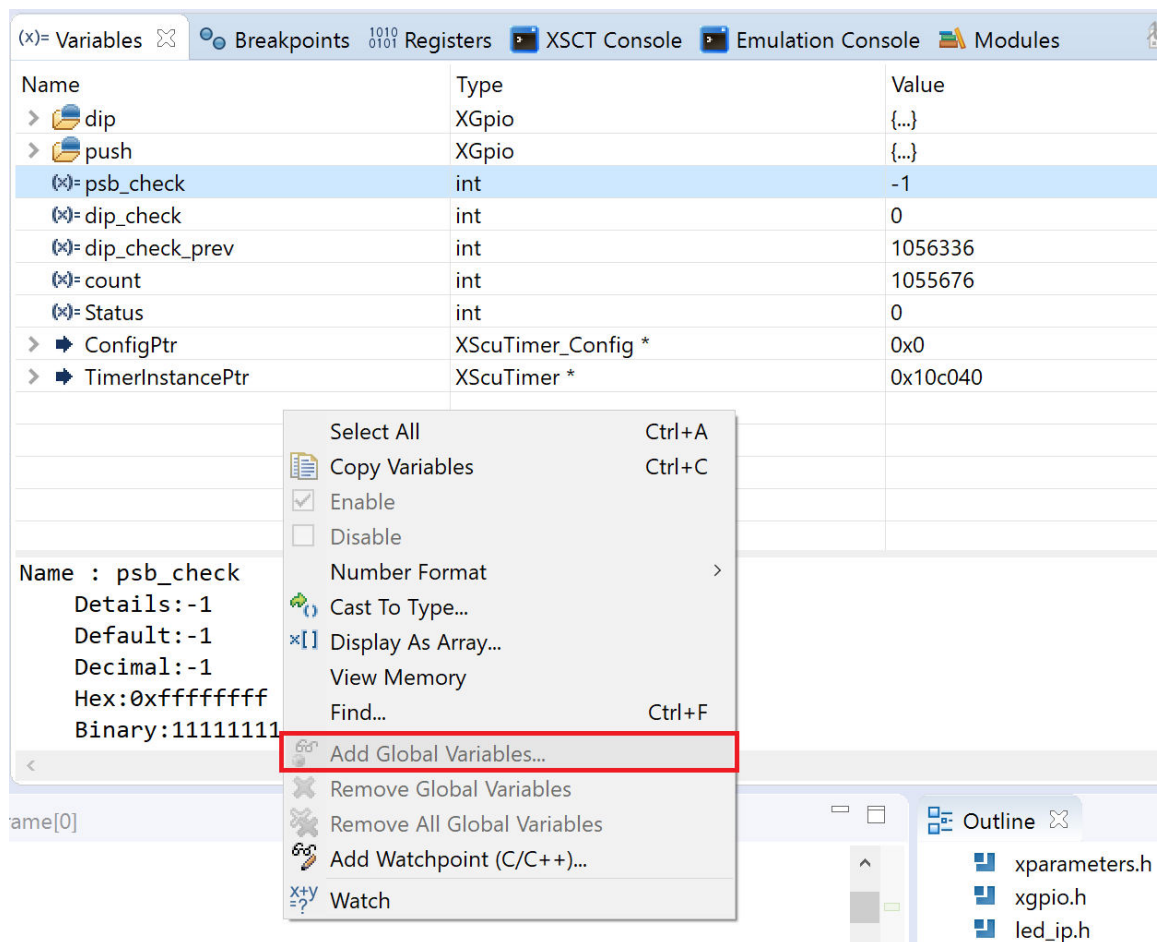 (x)= Variables Breakpoints 1010 0101 Registers XSCT Console Emulation Console Modules
Name Type Value
dip XGpio {...}
push XGpio {...}
(x)= psb_check int -1
(x)= dip_check int 0
(x)= dip_check_prev int 1056336
(x)= count int 1055676
(x)= Status int 0
ConfigPtr XScuTimer_Config * 0x0
TimerInstancePtr XScuTimer * 0x10c040
Select All Ctrl+A
Copy Variables Ctrl+C
Enable
Disable
Number Format >
Cast To Type...
Display As Array...
View Memory
Find... Ctrl+F
Add Global Variables...
Remove Global Variables
Remove All Global Variables
Add Watchpoint (C/C++)...
x+y =? Watch
Name : psb_check
Details:-1
Default:-1
Decimal:-1
Hex:0xffffffff
Binary:11111111
rame[0]
Outline
xparameters.h
xgpio.h
led_ip.h